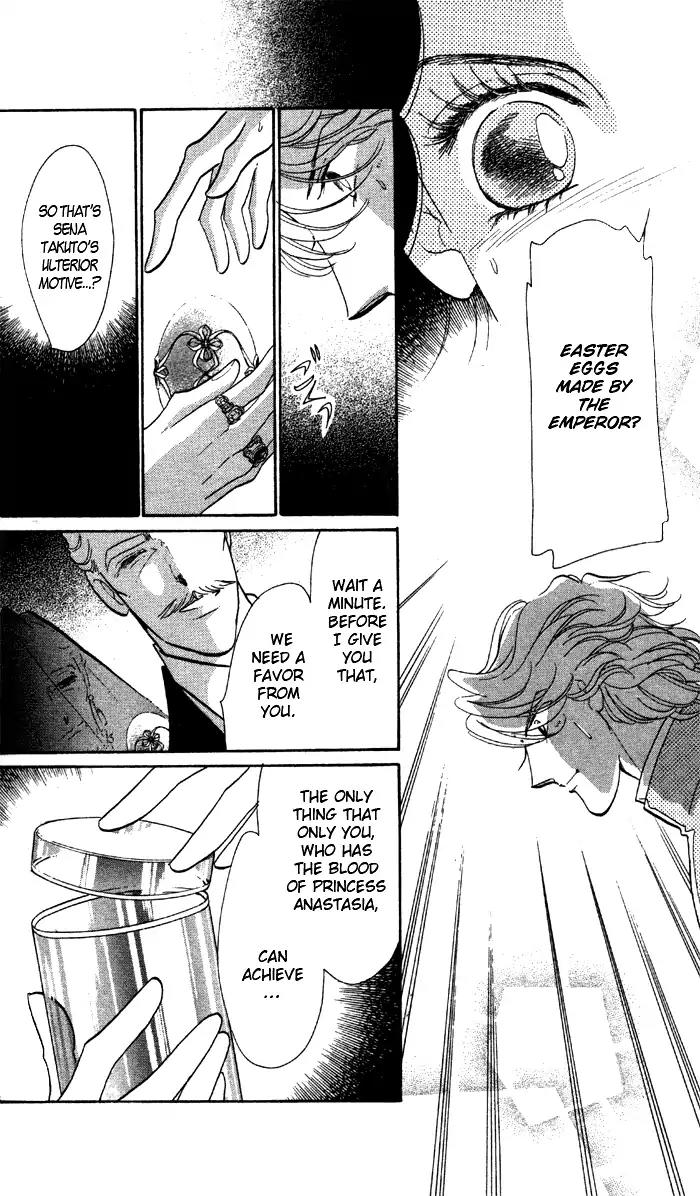 EASTER
EGGS
MADE BY
THE
EMPEROR?
SO THAT'S
SENA
TAKUTO'S
ULTERIOR
MOTIVE...?
WAIT A
MINUTE.
BEFORE
I GIVE
YOU
THAT,
WE
NEED A
FAVOR
FROM
YOU.
THE ONLY
THING THAT
ONLY YOU,
WHO HAS
THE BLOOD
OF PRINCESS
ANASTASIA,
CAN
ACHIEVE
...